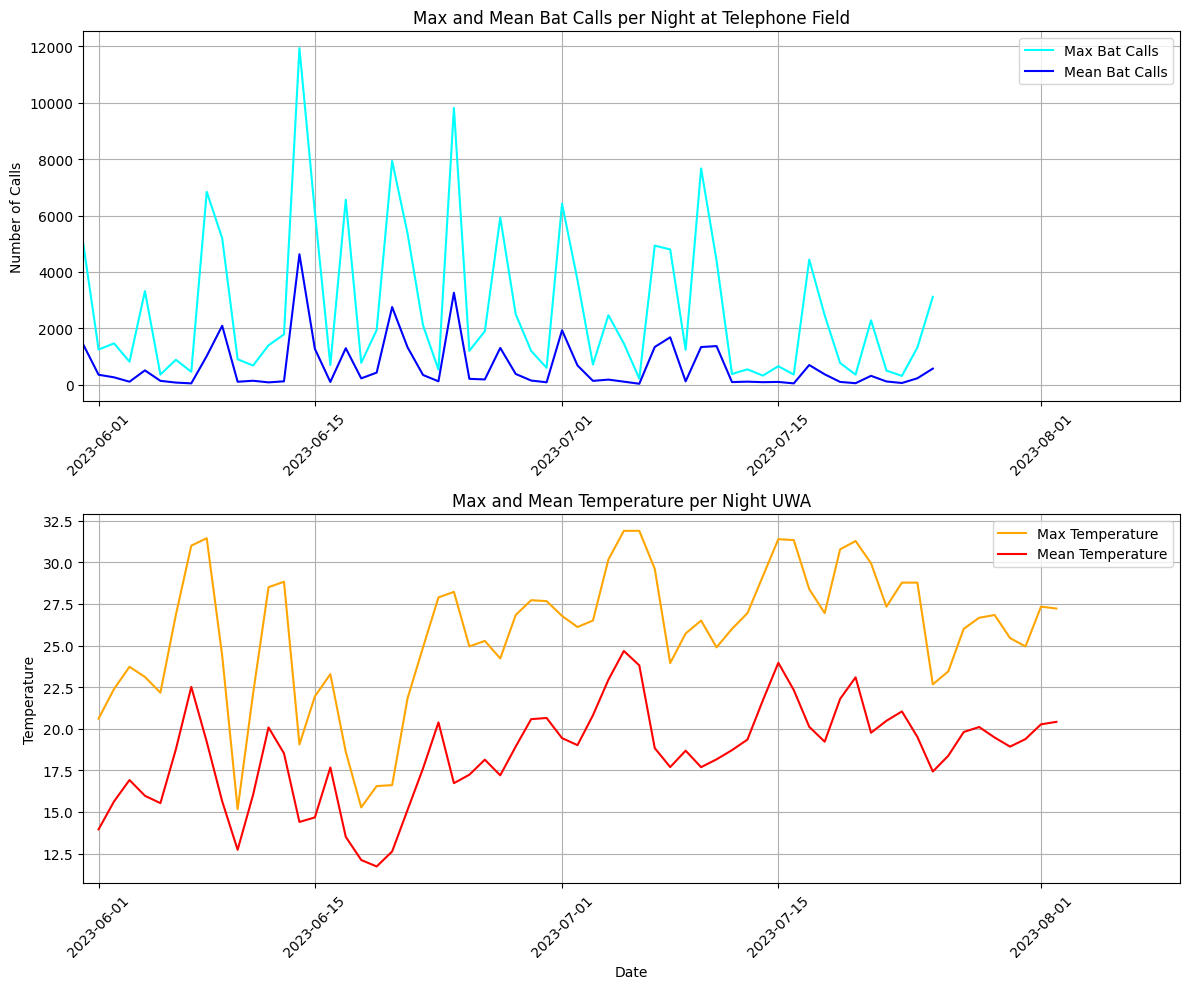 Max and Mean Bat Calls per Night at Telephone Field
Max Bat Calls
Mean Bat Calls
Number of Calls
12000
10000
8000
6000
4000
2000
0
2023-06-01
2023-06-15
2023-07-01
2023-07-15
2023-08-01
Max and Mean Temperature per Night UWA
Max Temperature
Mean Temperature
Temperature
32.5
30.0
27.5
25.0
22.5
20.0
17.5
15.0
12.5
2023-06-01
2023-06-15
2023-07-01
2023-07-15
2023-08-01
Date